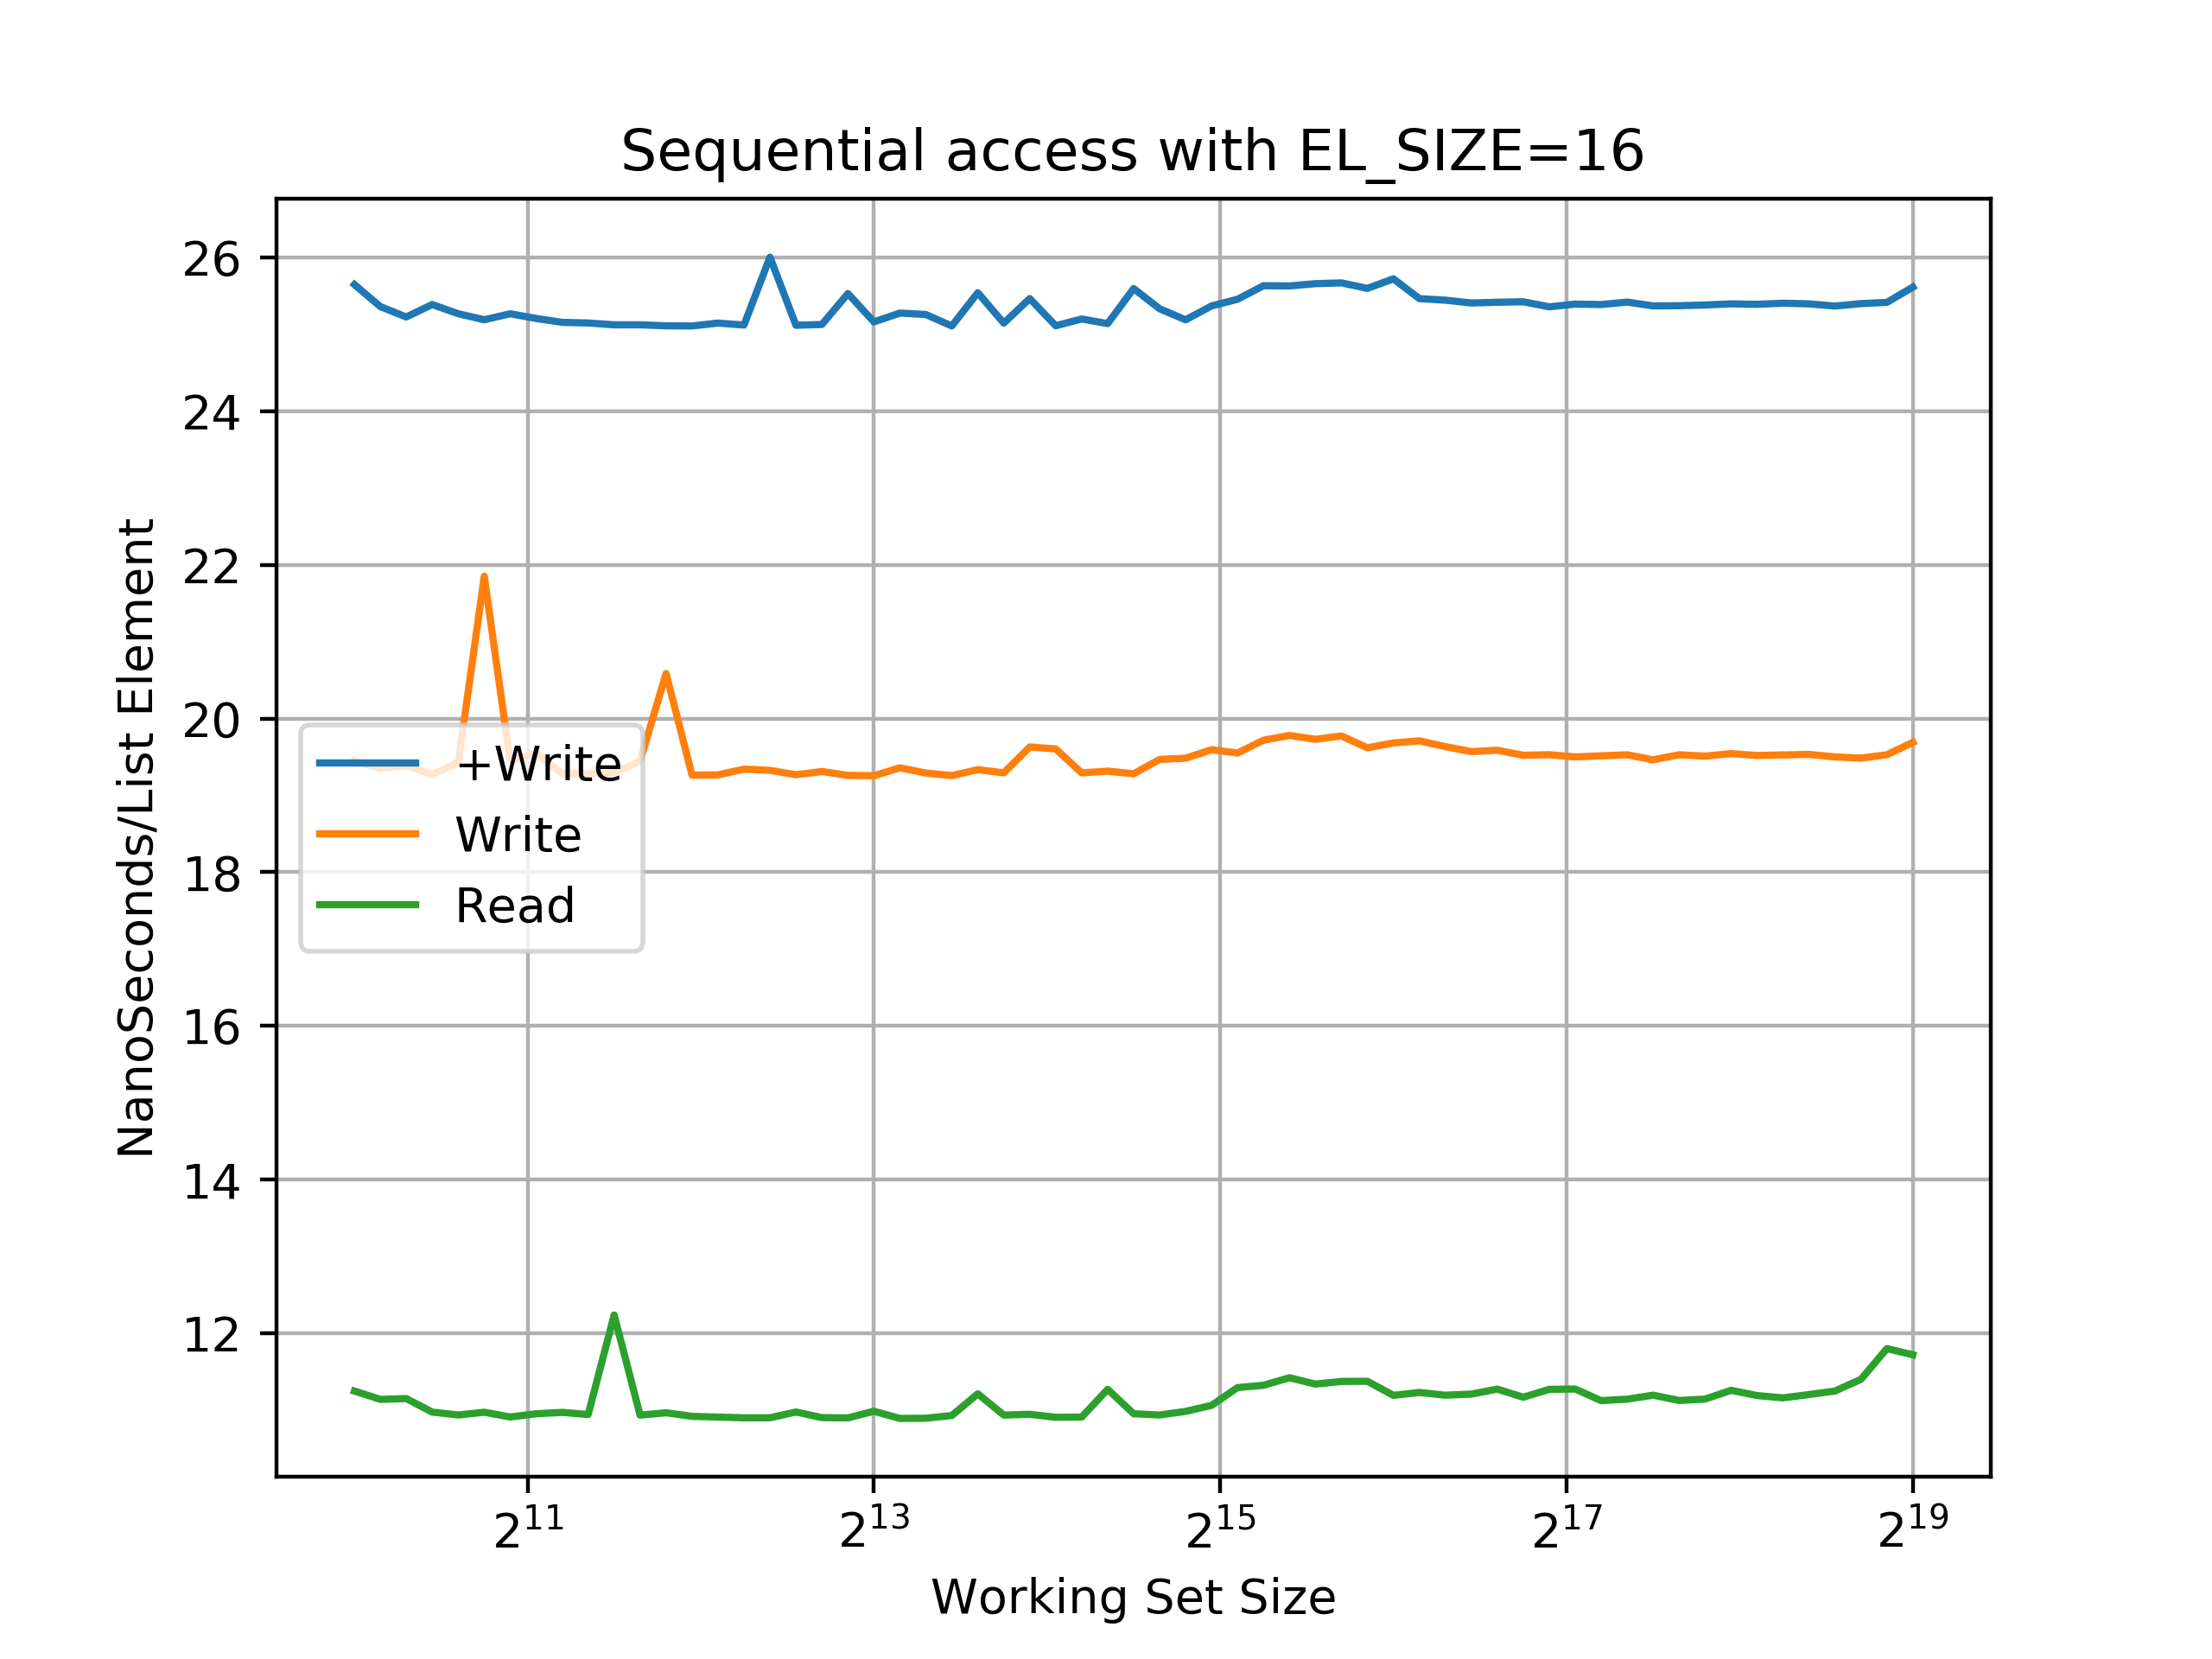 Sequential access with EL_SIZE=16
NanoSeconds/List Element
26
24
22
20
18
16
14
12
+Write
Write
Read
2^11
2^13
2^15
2^17
2^19
Working Set Size